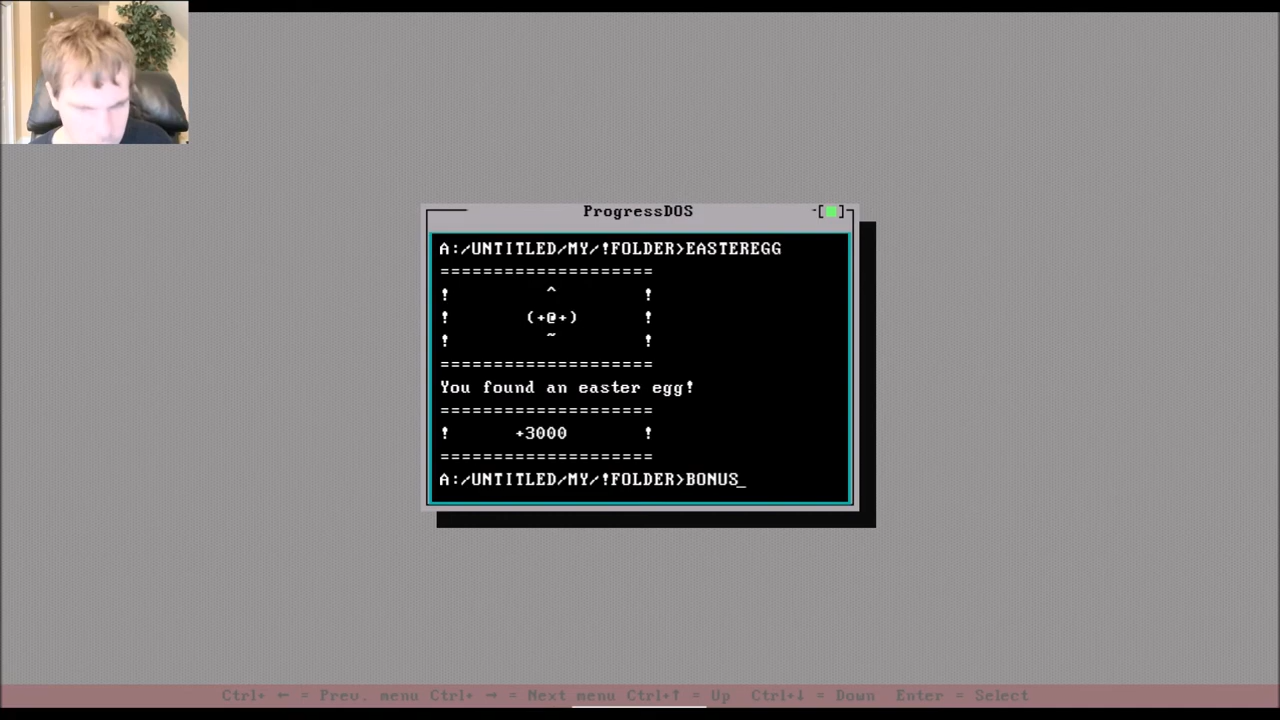 ProgressDOS
-[■]
A:/UNTITLED/MY/!FOLDER>EASTEREGG
====================
! ^ !
! (+@+) !
! ~ !
====================
You found an easter egg!
====================
! +3000 !
====================
A:/UNTITLED/MY/!FOLDER>BONUS_
Ctrl+ ← = Prev. menu Ctrl+ → = Next menu Ctrl+↑ = Up Ctrl+↓ = Down Enter = Select